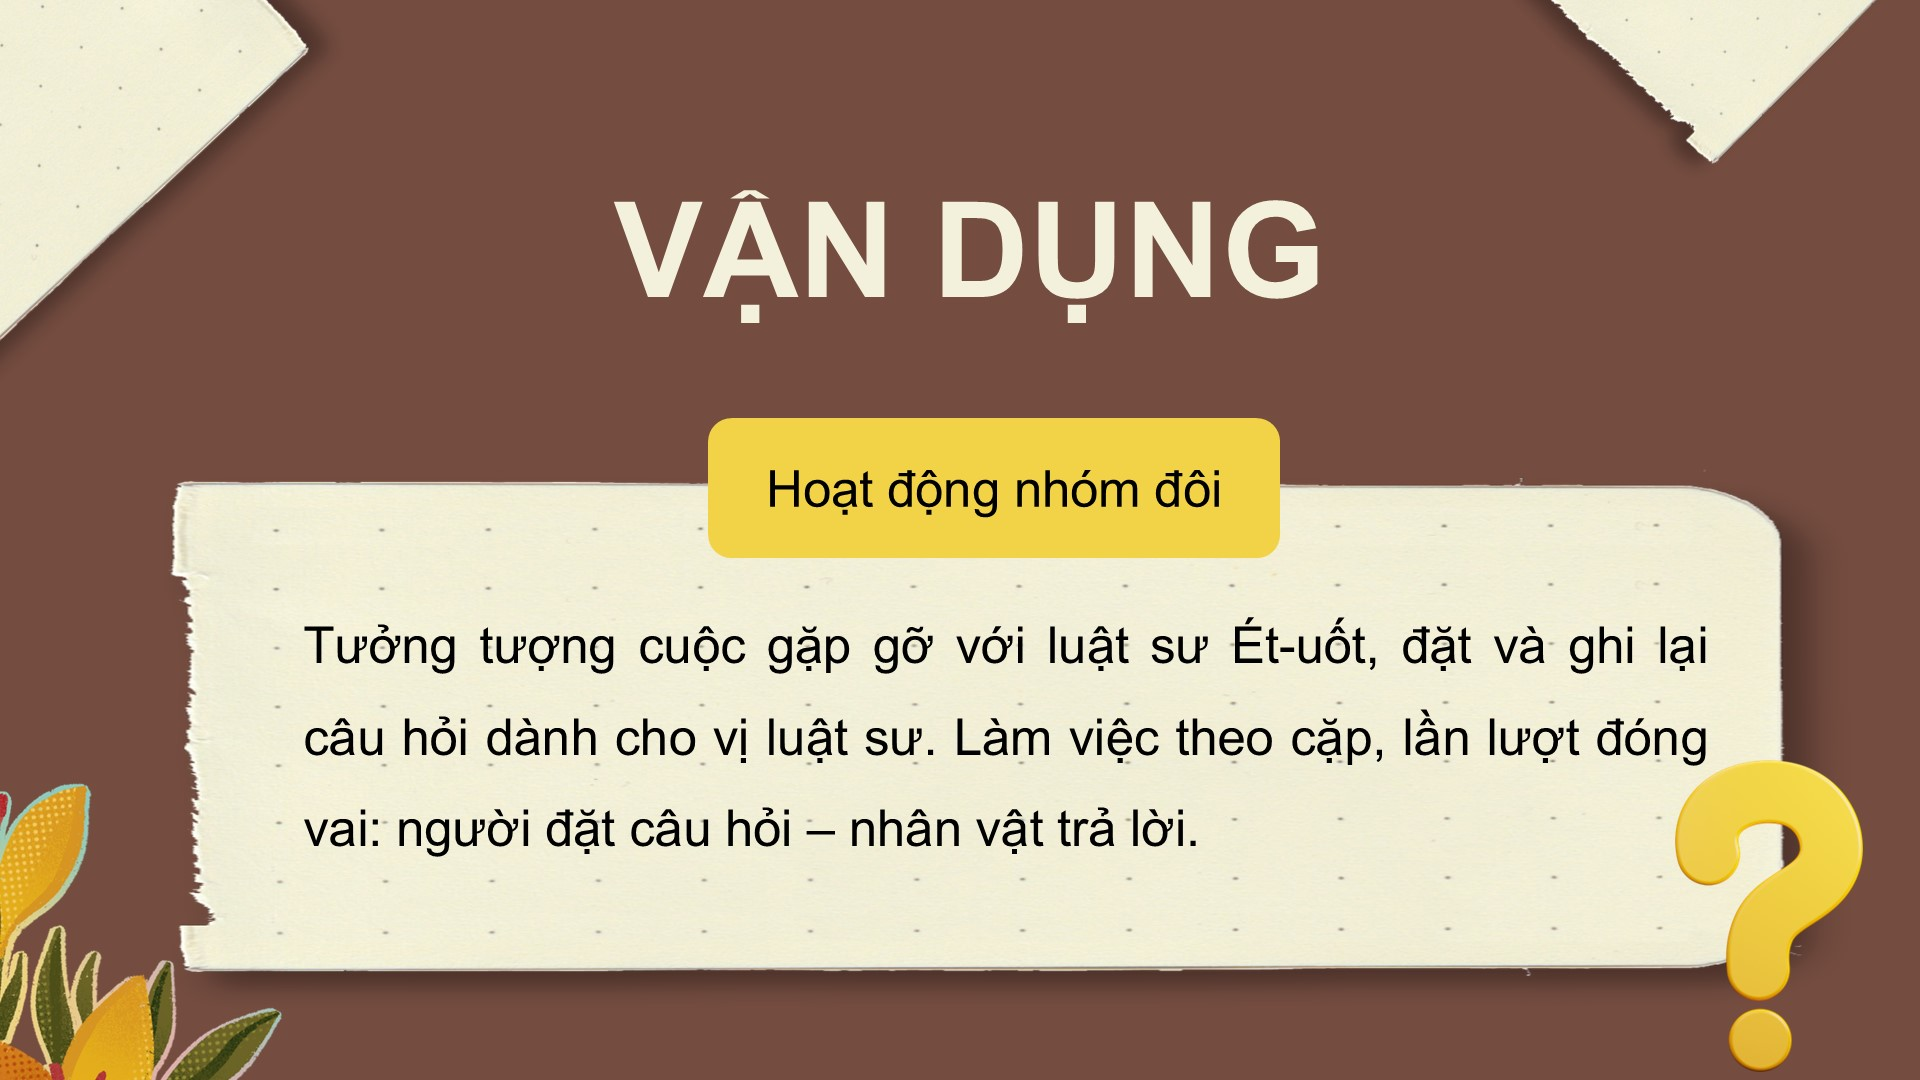 VẬN DỤNG
Hoạt động nhóm đôi
Tưởng tượng cuộc gặp gỡ với luật sư Ét-uốt, đặt và ghi lại
câu hỏi dành cho vị luật sư. Làm việc theo cặp, lần lượt đóng
vai: người đặt câu hỏi – nhân vật trả lời.